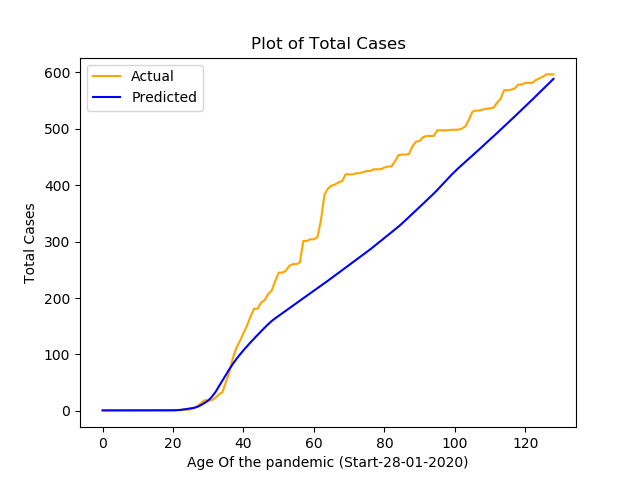 Plot of Total Cases
Actual
Predicted
600
500
400
300
200
100
0
Total Cases
0 20 40 60 80 100 120
Age Of the pandemic (Start-28-01-2020)